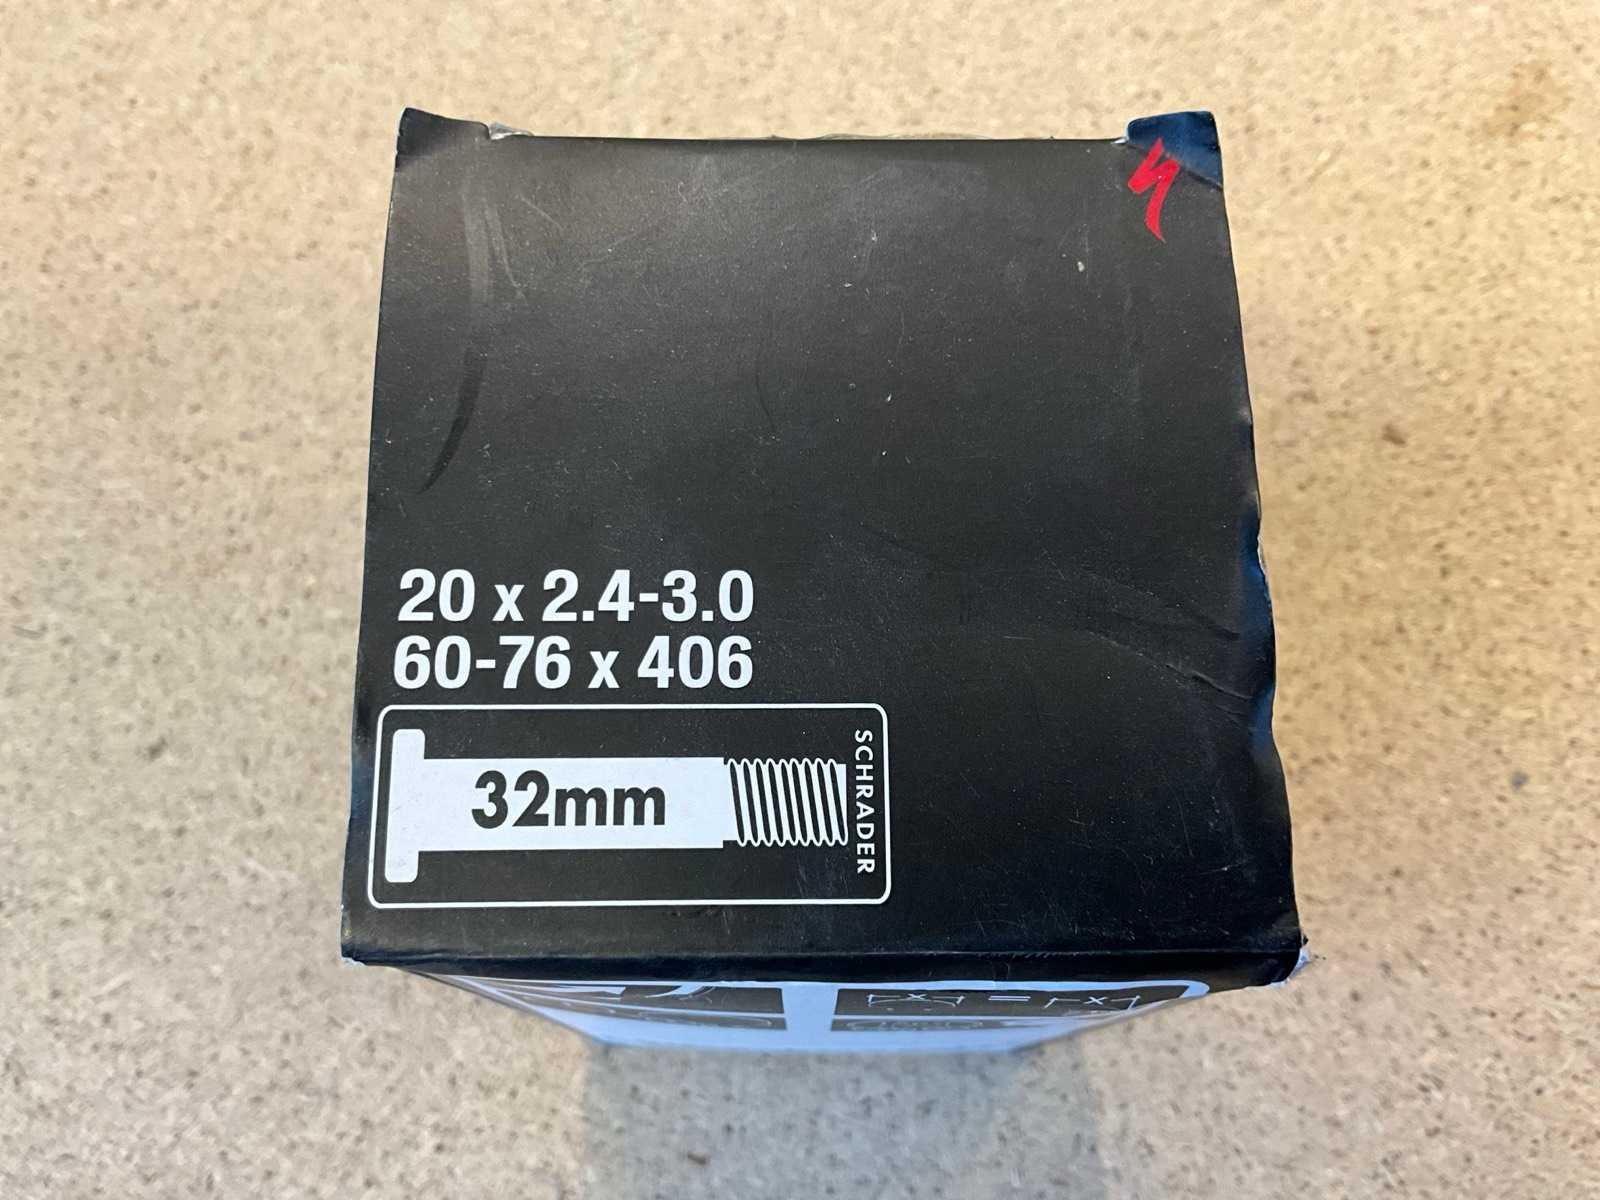 20 x 2.4-3.0
60-76 x 406
32mm
SCHRADER
x = x